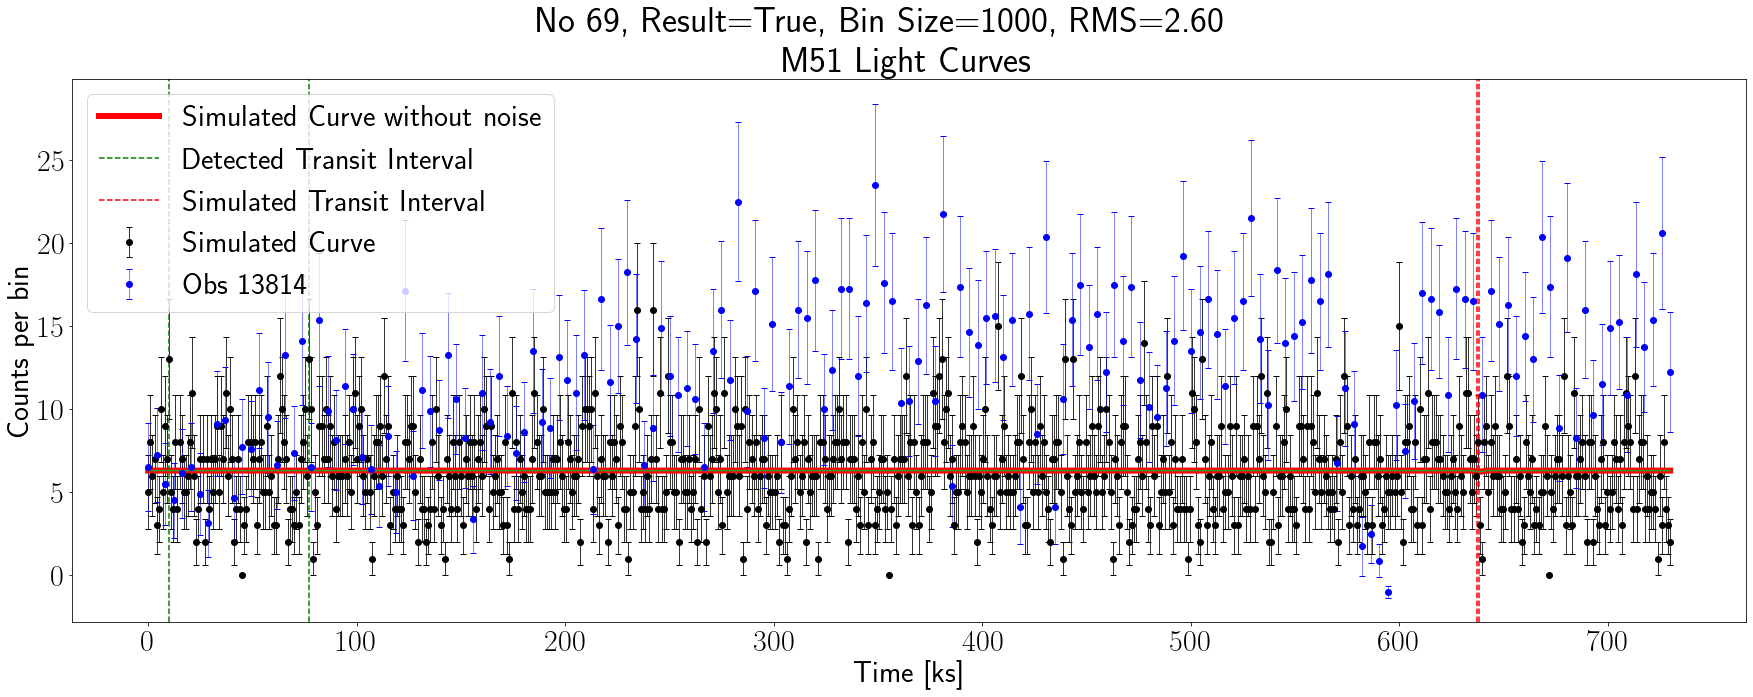 No 69, Result=True, Bin Size=1000, RMS=2.60
M51 Light Curves
Simulated Curve without noise
Detected Transit Interval
Simulated Transit Interval
Simulated Curve
Obs 13814
Counts per bin
25
20
15
10
5
0
0 100 200 300 400 500 600 700
Time [ks]